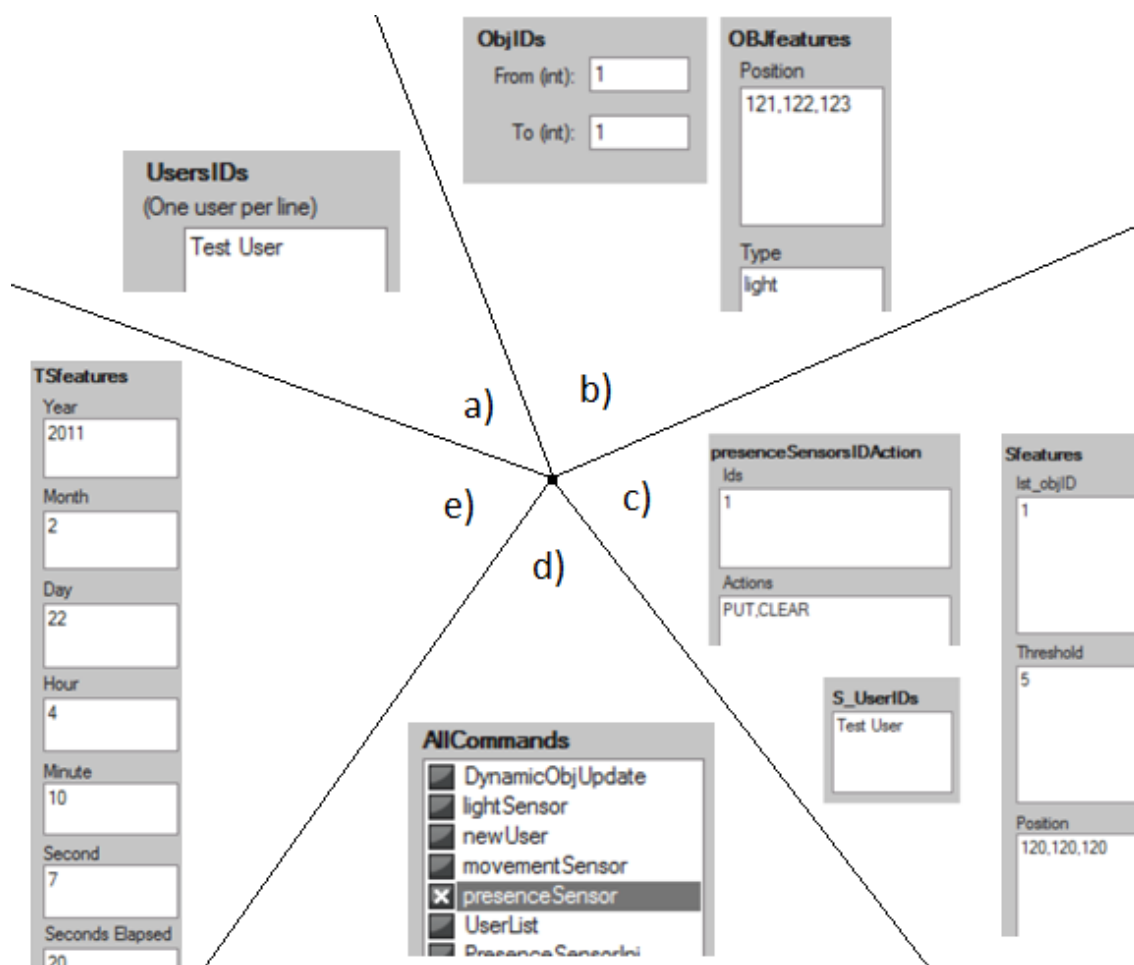 UsersIDs
(One user per line)
Test User
a)
ObjIDs
From (int): 1
To (int): 1
OBJfeatures
Position
121,122,123
Type
light
b)
presenceSensorsIDAction
Ids
1
Actions
PUT,CLEAR
S_UserIDs
Test User
Sfeatures
lst_objID
1
Threshold
5
Position
120,120,120
c)
d)
AllCommands
DynamicObjUpdate
lightSensor
newUser
movementSensor
presenceSensor
UserList
PresenceSensorIni
e)
TSfeatures
Year
2011
Month
2
Day
22
Hour
4
Minute
10
Second
7
Seconds Elapsed
20